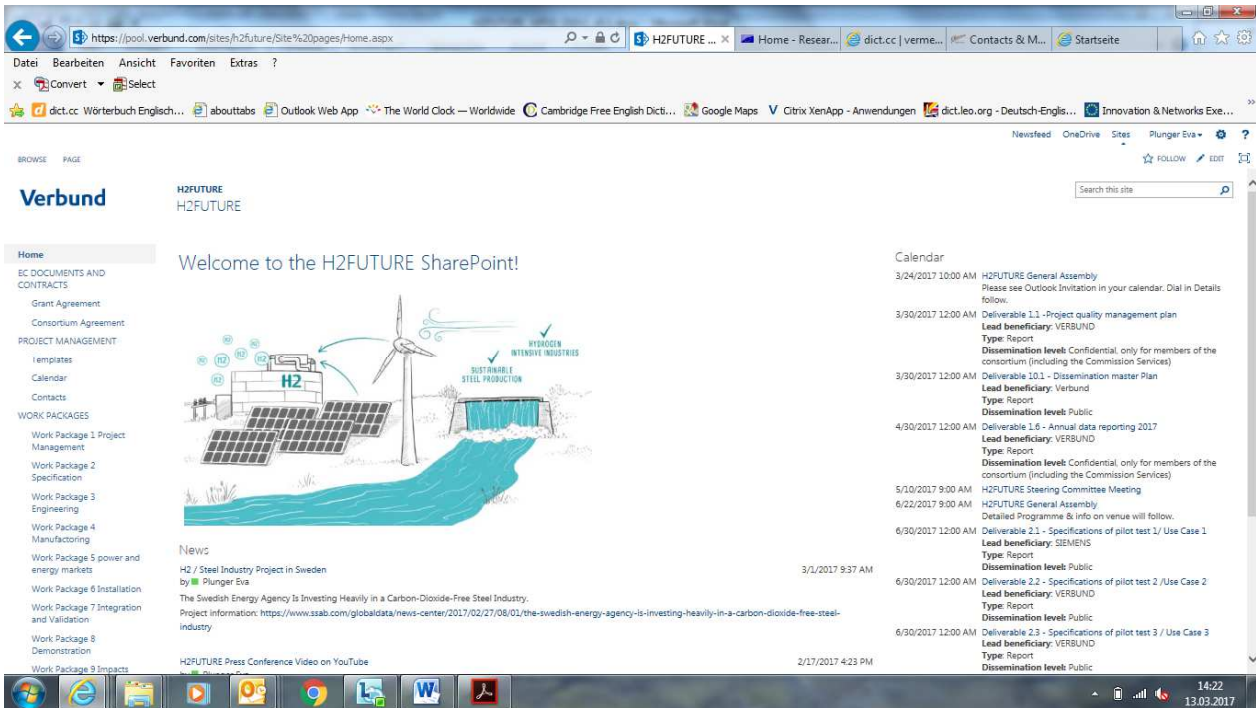 https://pool.verbund.com/sites/h2future/Site%20pages/Home.aspx
H2FUTURE ...
Home - Resear...
dict.cc | verme...
Contacts & M...
Startseite
Datei Bearbeiten Ansicht Favoriten Extras ?
x Convert Select
dict.cc Wörterbuch Englisch... abouttabs Outlook Web App The World Clock — Worldwide Cambridge Free English Dicti... Google Maps Citrix XenApp - Anwendungen dict.leo.org - Deutsch-Englis... Innovation & Networks Exe...
Newsfeed OneDrive Sites Plunger Eva ?
BROWSE PAGE
FOLLOW EDIT
Verbund
H2FUTURE
H2FUTURE
Search this site
Home
EC DOCUMENTS AND
CONTRACTS
Grant Agreement
Consortium Agreement
PROJECT MANAGEMENT
Templates
Calendar
Contacts
WORK PACKAGES
Work Package 1 Project
Management
Work Package 2
Specification
Work Package 3
Engineering
Work Package 4
Manufactoring
Work Package 5 power and
energy markets
Work Package 6 Installation
Work Package 7 Integration
and Validation
Work Package 8
Demonstration
Work Package 9 Impacts
Welcome to the H2FUTURE SharePoint!
H2
H2
H2
H2
H2
H2
HYDROGEN
INTENSIVE INDUSTRIES
SUSTAINABLE
STEEL PRODUCTION
News
H2 / Steel Industry Project in Sweden
3/1/2017 9:37 AM
by Plunger Eva
The Swedish Energy Agency Is Investing Heavily in a Carbon-Dioxide-Free Steel Industry.
Project information: https://www.ssab.com/globaldata/news-center/2017/02/27/08/01/the-swedish-energy-agency-is-investing-heavily-in-a-carbon-dioxide-free-steel-
industry
H2FUTURE Press Conference Video on YouTube
2/17/2017 4:23 PM
Calendar
3/24/2017 10:00 AM H2FUTURE General Assembly
Please see Outlook Invitation in your calendar. Dial in Details
follow.
3/30/2017 12:00 AM Deliverable 1.1 -Project quality management plan
Lead beneficiary: VERBUND
Type: Report
Dissemination level: Confidential, only for members of the
consortium (including the Commission Services)
3/30/2017 12:00 AM Deliverable 10.1 - Dissemination master Plan
Lead beneficiary: Verbund
Type: Report
Dissemination level: Public
4/30/2017 12:00 AM Deliverable 1.6 - Annual data reporting 2017
Lead beneficiary: VERBUND
Type: Report
Dissemination level: Confidential, only for members of the
consortium (including the Commission Services)
5/10/2017 9:00 AM H2FUTURE Steering Committee Meeting
6/22/2017 9:00 AM H2FUTURE General Assembly
Detailed Programme & info on venue will follow.
6/30/2017 12:00 AM Deliverable 2.1 - Specifications of pilot test 1/ Use Case 1
Lead beneficiary: SIEMENS
Type: Report
Dissemination level: Public
6/30/2017 12:00 AM Deliverable 2.2 - Specifications of pilot test 2 /Use Case 2
Lead beneficiary: VERBUND
Type: Report
Dissemination level: Public
6/30/2017 12:00 AM Deliverable 2.3 - Specifications of pilot test 3 / Use Case 3
Lead beneficiary: VERBUND
Type: Report
Dissemination level: Public
14:22
13.03.2017